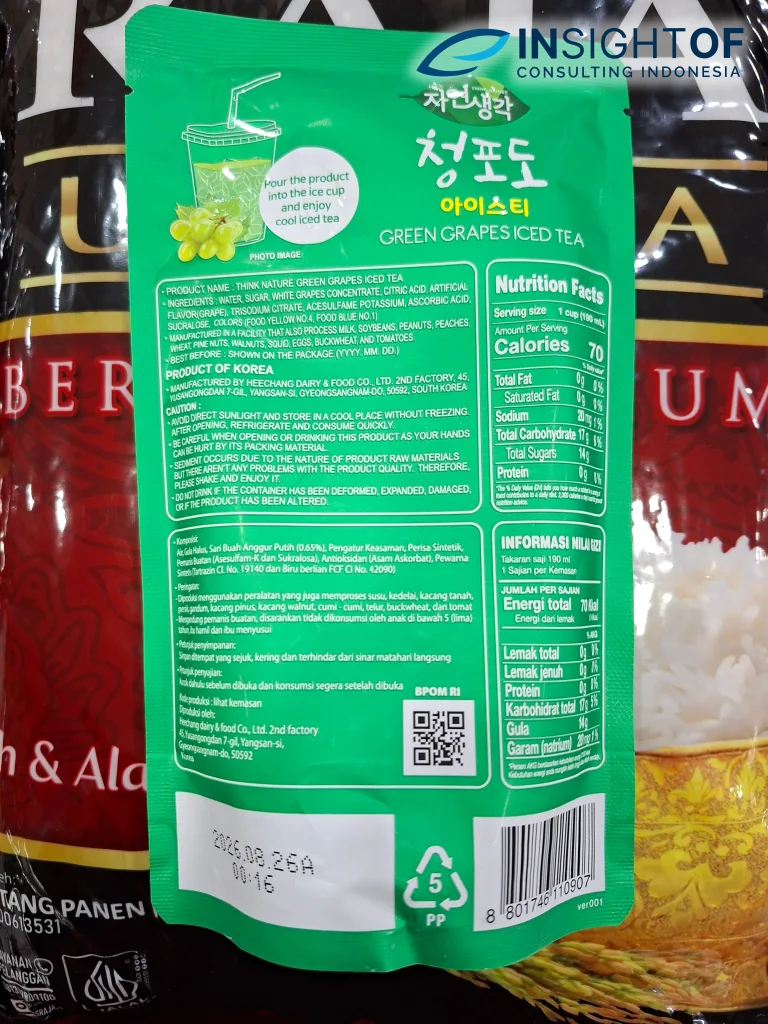 INSIGHTOF
CONSULTING INDONESIA
자연생각
청포도
아이스티
GREEN GRAPES ICED TEA
Pour the product
into the ice cup
and enjoy
cool iced tea
PHOTO IMAGE
• PRODUCT NAME : THINK NATURE GREEN GRAPES ICED TEA
• INGREDIENTS : WATER, SUGAR, WHITE GRAPES CONCENTRATE, CITRIC ACID, ARTIFICIAL
FLAVOR(GRAPE), TRISODIUM CITRATE, ACESULFAME POTASSIUM, ASCORBIC ACID,
SUCRALOSE, COLORS (FOOD YELLOW NO.4, FOOD BLUE NO.1)
• MANUFACTURED IN A FACILITY THAT ALSO PROCESS MILK, SOYBEANS, PEANUTS, PEACHES,
WHEAT, PINE NUTS, WALNUTS, SQUID, EGGS, BUCKWHEAT, AND TOMATOES
• BEST BEFORE : SHOWN ON THE PACKAGE (YYYY. MM. DD.)
PRODUCT OF KOREA
• MANUFACTURED BY HEECHANG DAIRY & FOOD CO., LTD. 2ND FACTORY, 45,
YUSANGONGDAN 7-GIL, YANGSAN-SI, GYEONGSANGNAM-DO, 50592, SOUTH KOREA
CAUTION :
• AVOID DIRECT SUNLIGHT AND STORE IN A COOL PLACE WITHOUT FREEZING.
AFTER OPENING, REFRIGERATE AND CONSUME QUICKLY.
• BE CAREFUL WHEN OPENING OR DRINKING THIS PRODUCT AS YOUR HANDS
CAN BE HURT BY ITS PACKING MATERIAL.
• SEDIMENT OCCURS DUE TO THE NATURE OF PRODUCT RAW MATERIALS
BUT THERE AREN'T ANY PROBLEMS WITH THE PRODUCT QUALITY. THEREFORE,
PLEASE SHAKE AND ENJOY IT.
• DO NOT DRINK IF THE CONTAINER HAS BEEN DEFORMED, EXPANDED, DAMAGED,
OR IF THE PRODUCT HAS BEEN ALTERED.
Nutrition Facts
Serving size 1 cup (190 mL)
Amount Per Serving
Calories 70
% Daily value*
Total Fat 0g 0%
Saturated Fat 0g 0%
Sodium 20mg 1%
Total Carbohydrate 17g 6%
Total Sugars 14g
Protein 0g 0%
• Komposisi:
Air, Gula Halus, Sari Buah Anggur Putih (0.65%), Pengatur Keasaman, Perisa Sintetik,
Pemanis Buatan (Asesulfam-K dan Sukralosa), Antioksidan (Asam Askorbat), Pewarna
Sintetis (Tartrazin CI. No. 19140 dan Biru berlian FCF CI No. 42090)
• Peringatan:
-Diproduksi menggunakan peralatan yang juga memproses susu, kedelai, kacang tanah,
persik, gandum, kacang pinus, kacang walnut, cumi - cumi, telur, buckwheat, dan tomat
-Mengandung pemanis buatan, disarankan tidak dikonsumsi oleh anak di bawah 5 (lima)
tahun, ibu hamil dan ibu menyusui
• Petunjuk penyimpanan:
Simpan ditempat yang sejuk, kering dan terhindar dari sinar matahari langsung
• Petunjuk penyajian:
Kocok dahulu sebelum dibuka dan konsumsi segera setelah dibuka
Kode produksi : lihat kemasan
Diproduksi oleh:
Heechang dairy & food Co., Ltd. 2nd factory
45, Yusangongdan 7-gil, Yangsan-si,
Gyeongsangnam-do, 50592
Korea
BPOM RI
INFORMASI NILAI GIZI
Takaran saji 190 ml
1 Sajian per Kemasan
JUMLAH PER SAJIAN
Energi total 70 kkal
Energi dari lemak 0 kkal
%AKG
Lemak total 0g 0%
Lemak jenuh 0g 0%
Protein 0g 0%
Karbohidrat total 17g 5%
Gula 14g
Garam (natrium) 20mg 1%
2026.08.26A
00:16
5
PP
8 801746 110907
ver001
BER
UM
h & Ala
TANG PANEN
00613531